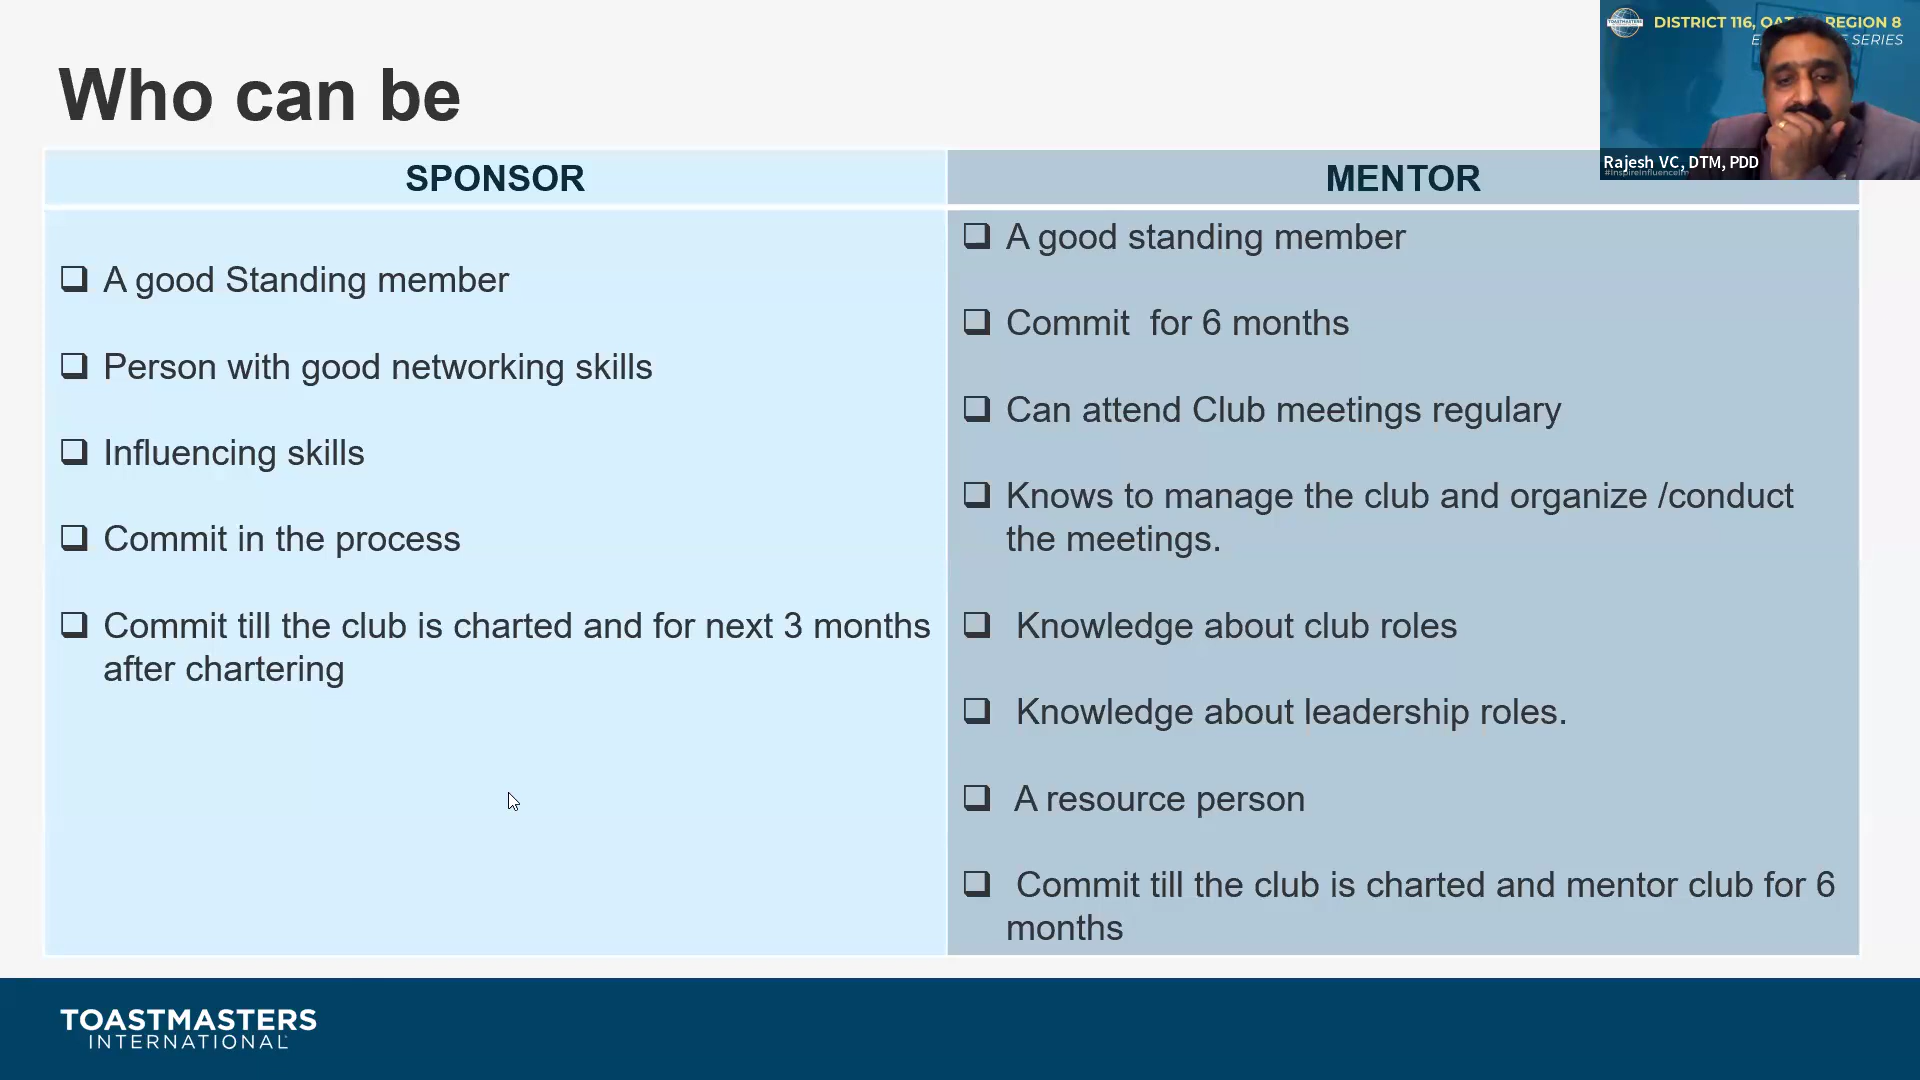 Who can be
DISTRICT 116, REGION 8
SERIES
Rajesh VC, DTM, PDD
SPONSOR
A good Standing member
Person with good networking skills
Influencing skills
Commit in the process
Commit till the club is charted and for next 3 months
after chartering
MENTOR
A good standing member
Commit  for 6 months
Can attend Club meetings regulary
Knows to manage the club and organize /conduct
the meetings.
Knowledge about club roles
Knowledge about leadership roles.
A resource person
Commit till the club is charted and mentor club for 6
months
TOASTMASTERS
INTERNATIONAL